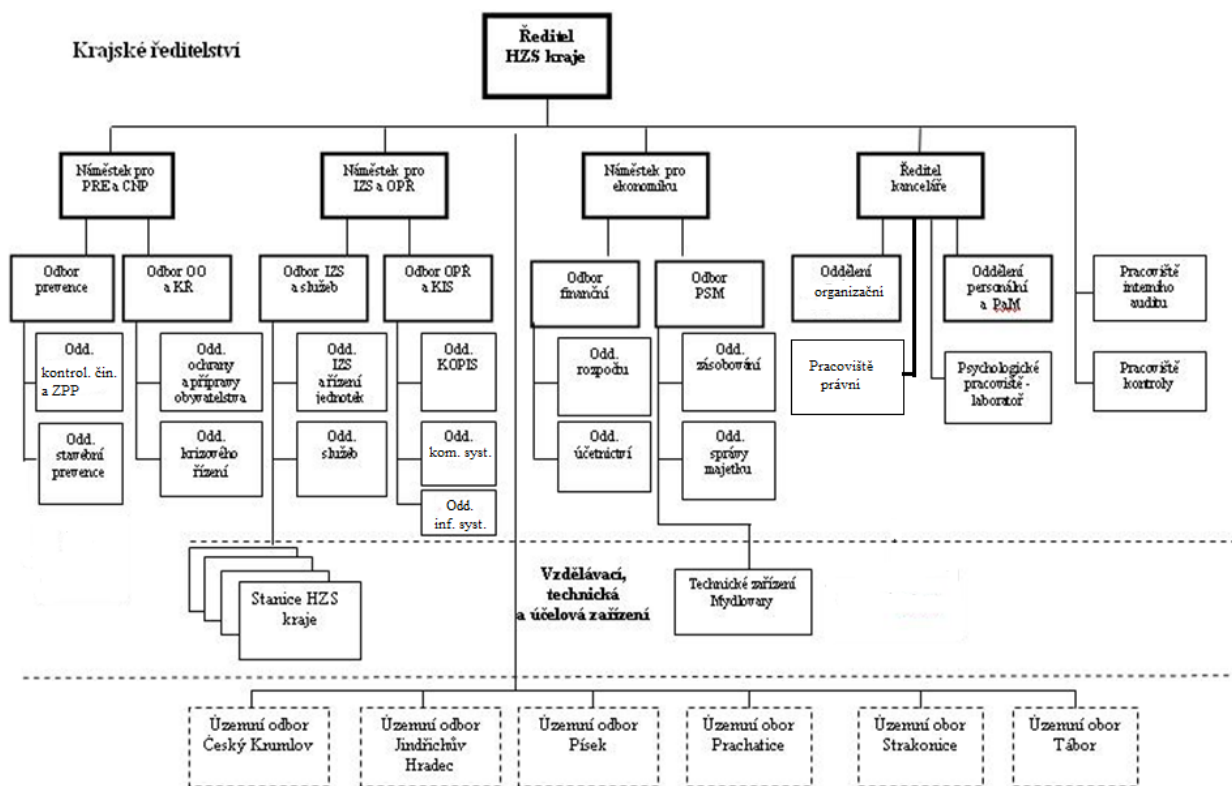 Krajské ředitelství
Ředitel
HZS kraje
Náměstek pro
PRE a CNP
Náměstek pro
IZS a OPŘ
Náměstek pro
ekonomiku
Ředitel
kanceláře
Odbor
prevence
Odbor OO
a KŘ
Odbor IZS
a služeb
Odbor OPŘ
a KIS
Odbor
finanční
Odbor
PSM
Oddělení
organizační
Oddělení
personální
a PaM
Pracoviště
interního
auditu
Odd.
kontrol. čin.
a ZPP
Odd.
ochrany
a přípravy
obyvatelstva
Odd.
IZS
a řízení
jednotek
Odd.
KOPIS
Odd.
rozpočtu
Odd.
zásobování
Pracoviště
právní
Psychologické
pracoviště -
laboratoř
Pracoviště
kontroly
Odd.
stavební
prevence
Odd.
krizového
řízení
Odd.
služeb
Odd.
kom. syst.
Odd.
účetnictví
Odd.
správy
majetku
Odd.
inf. syst.
Stanice HZS
kraje
Vzdělávací,
technická
a účelová zařízení
Technické zařízení
Mydlovary
Územní odbor
Český Krumlov
Územní odbor
Jindřichův
Hradec
Územní odbor
Písek
Územní obor
Prachatice
Územní obor
Strakonice
Územní obor
Tábor